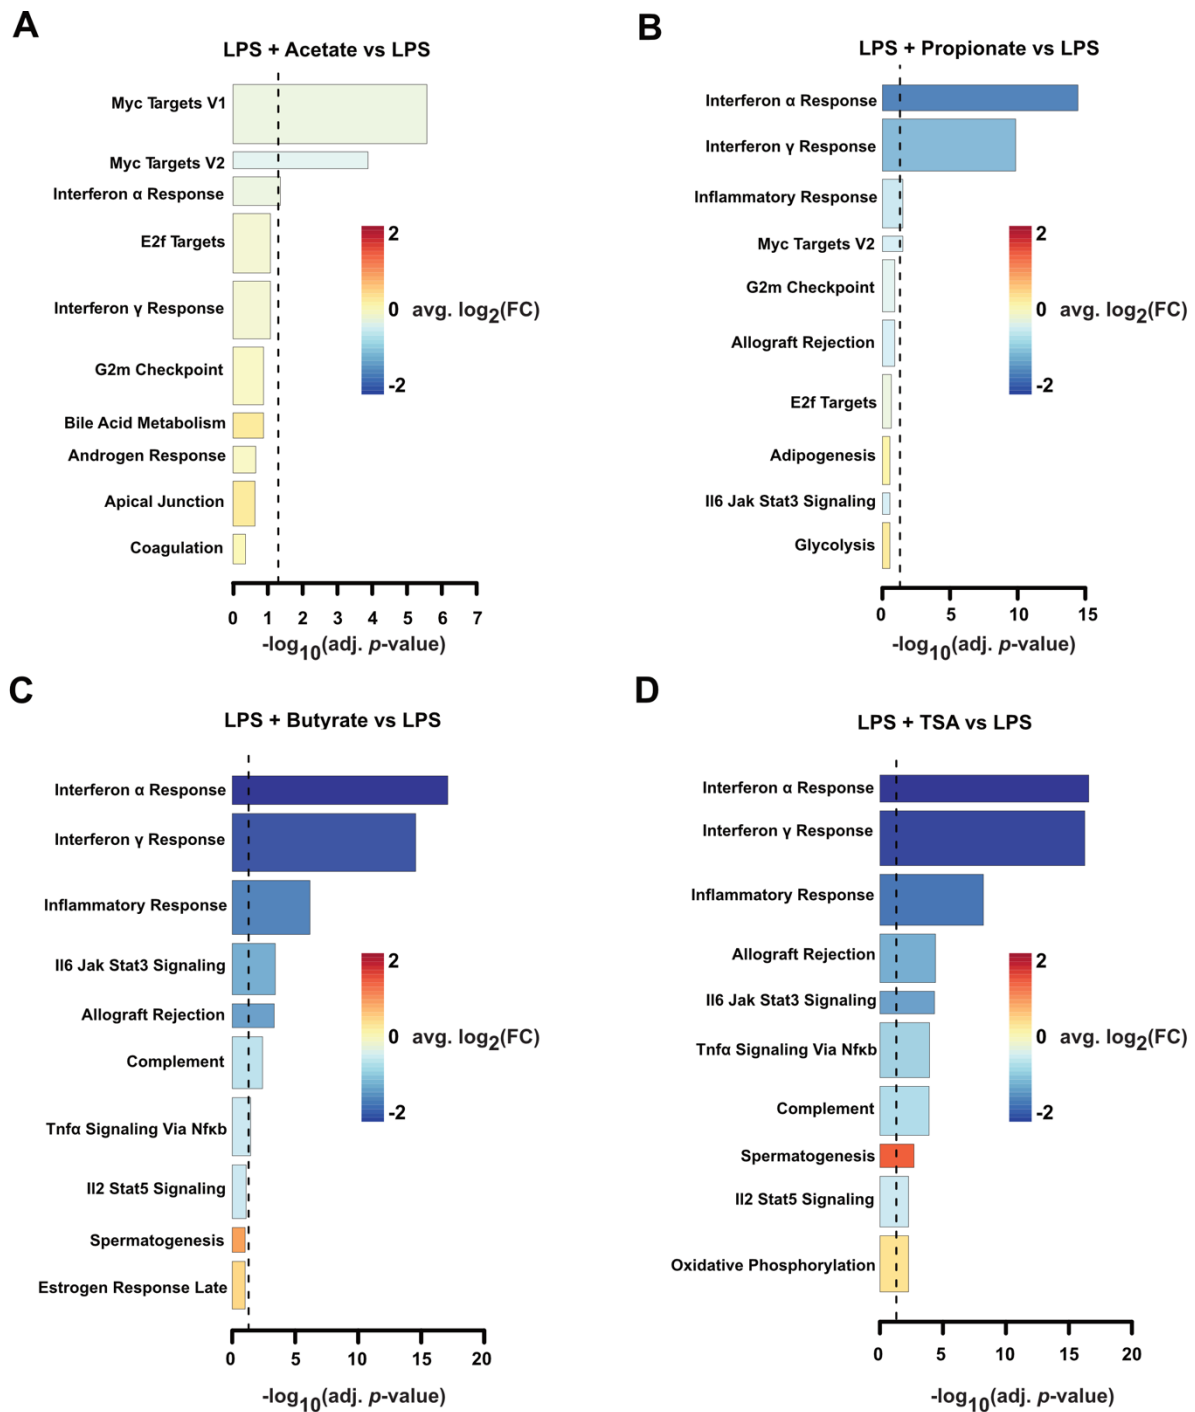 A
LPS + Acetate vs LPS
Myc Targets V1
Myc Targets V2
Interferon α Response
E2f Targets
Interferon γ Response
G2m Checkpoint
Bile Acid Metabolism
Androgen Response
Apical Junction
Coagulation
2
0 avg. log2(FC)
-2
0 1 2 3 4 5 6 7
-log10(adj. p-value)
B
LPS + Propionate vs LPS
Interferon α Response
Interferon γ Response
Inflammatory Response
Myc Targets V2
G2m Checkpoint
Allograft Rejection
E2f Targets
Adipogenesis
Il6 Jak Stat3 Signaling
Glycolysis
2
0 avg. log2(FC)
-2
0 5 10 15
-log10(adj. p-value)
C
LPS + Butyrate vs LPS
Interferon α Response
Interferon γ Response
Inflammatory Response
Il6 Jak Stat3 Signaling
Allograft Rejection
Complement
Tnfα Signaling Via Nfκb
Il2 Stat5 Signaling
Spermatogenesis
Estrogen Response Late
2
0 avg. log2(FC)
-2
0 5 10 15 20
-log10(adj. p-value)
D
LPS + TSA vs LPS
Interferon α Response
Interferon γ Response
Inflammatory Response
Allograft Rejection
Il6 Jak Stat3 Signaling
Tnfα Signaling Via Nfκb
Complement
Spermatogenesis
Il2 Stat5 Signaling
Oxidative Phosphorylation
2
0 avg. log2(FC)
-2
0 5 10 15 20
-log10(adj. p-value)